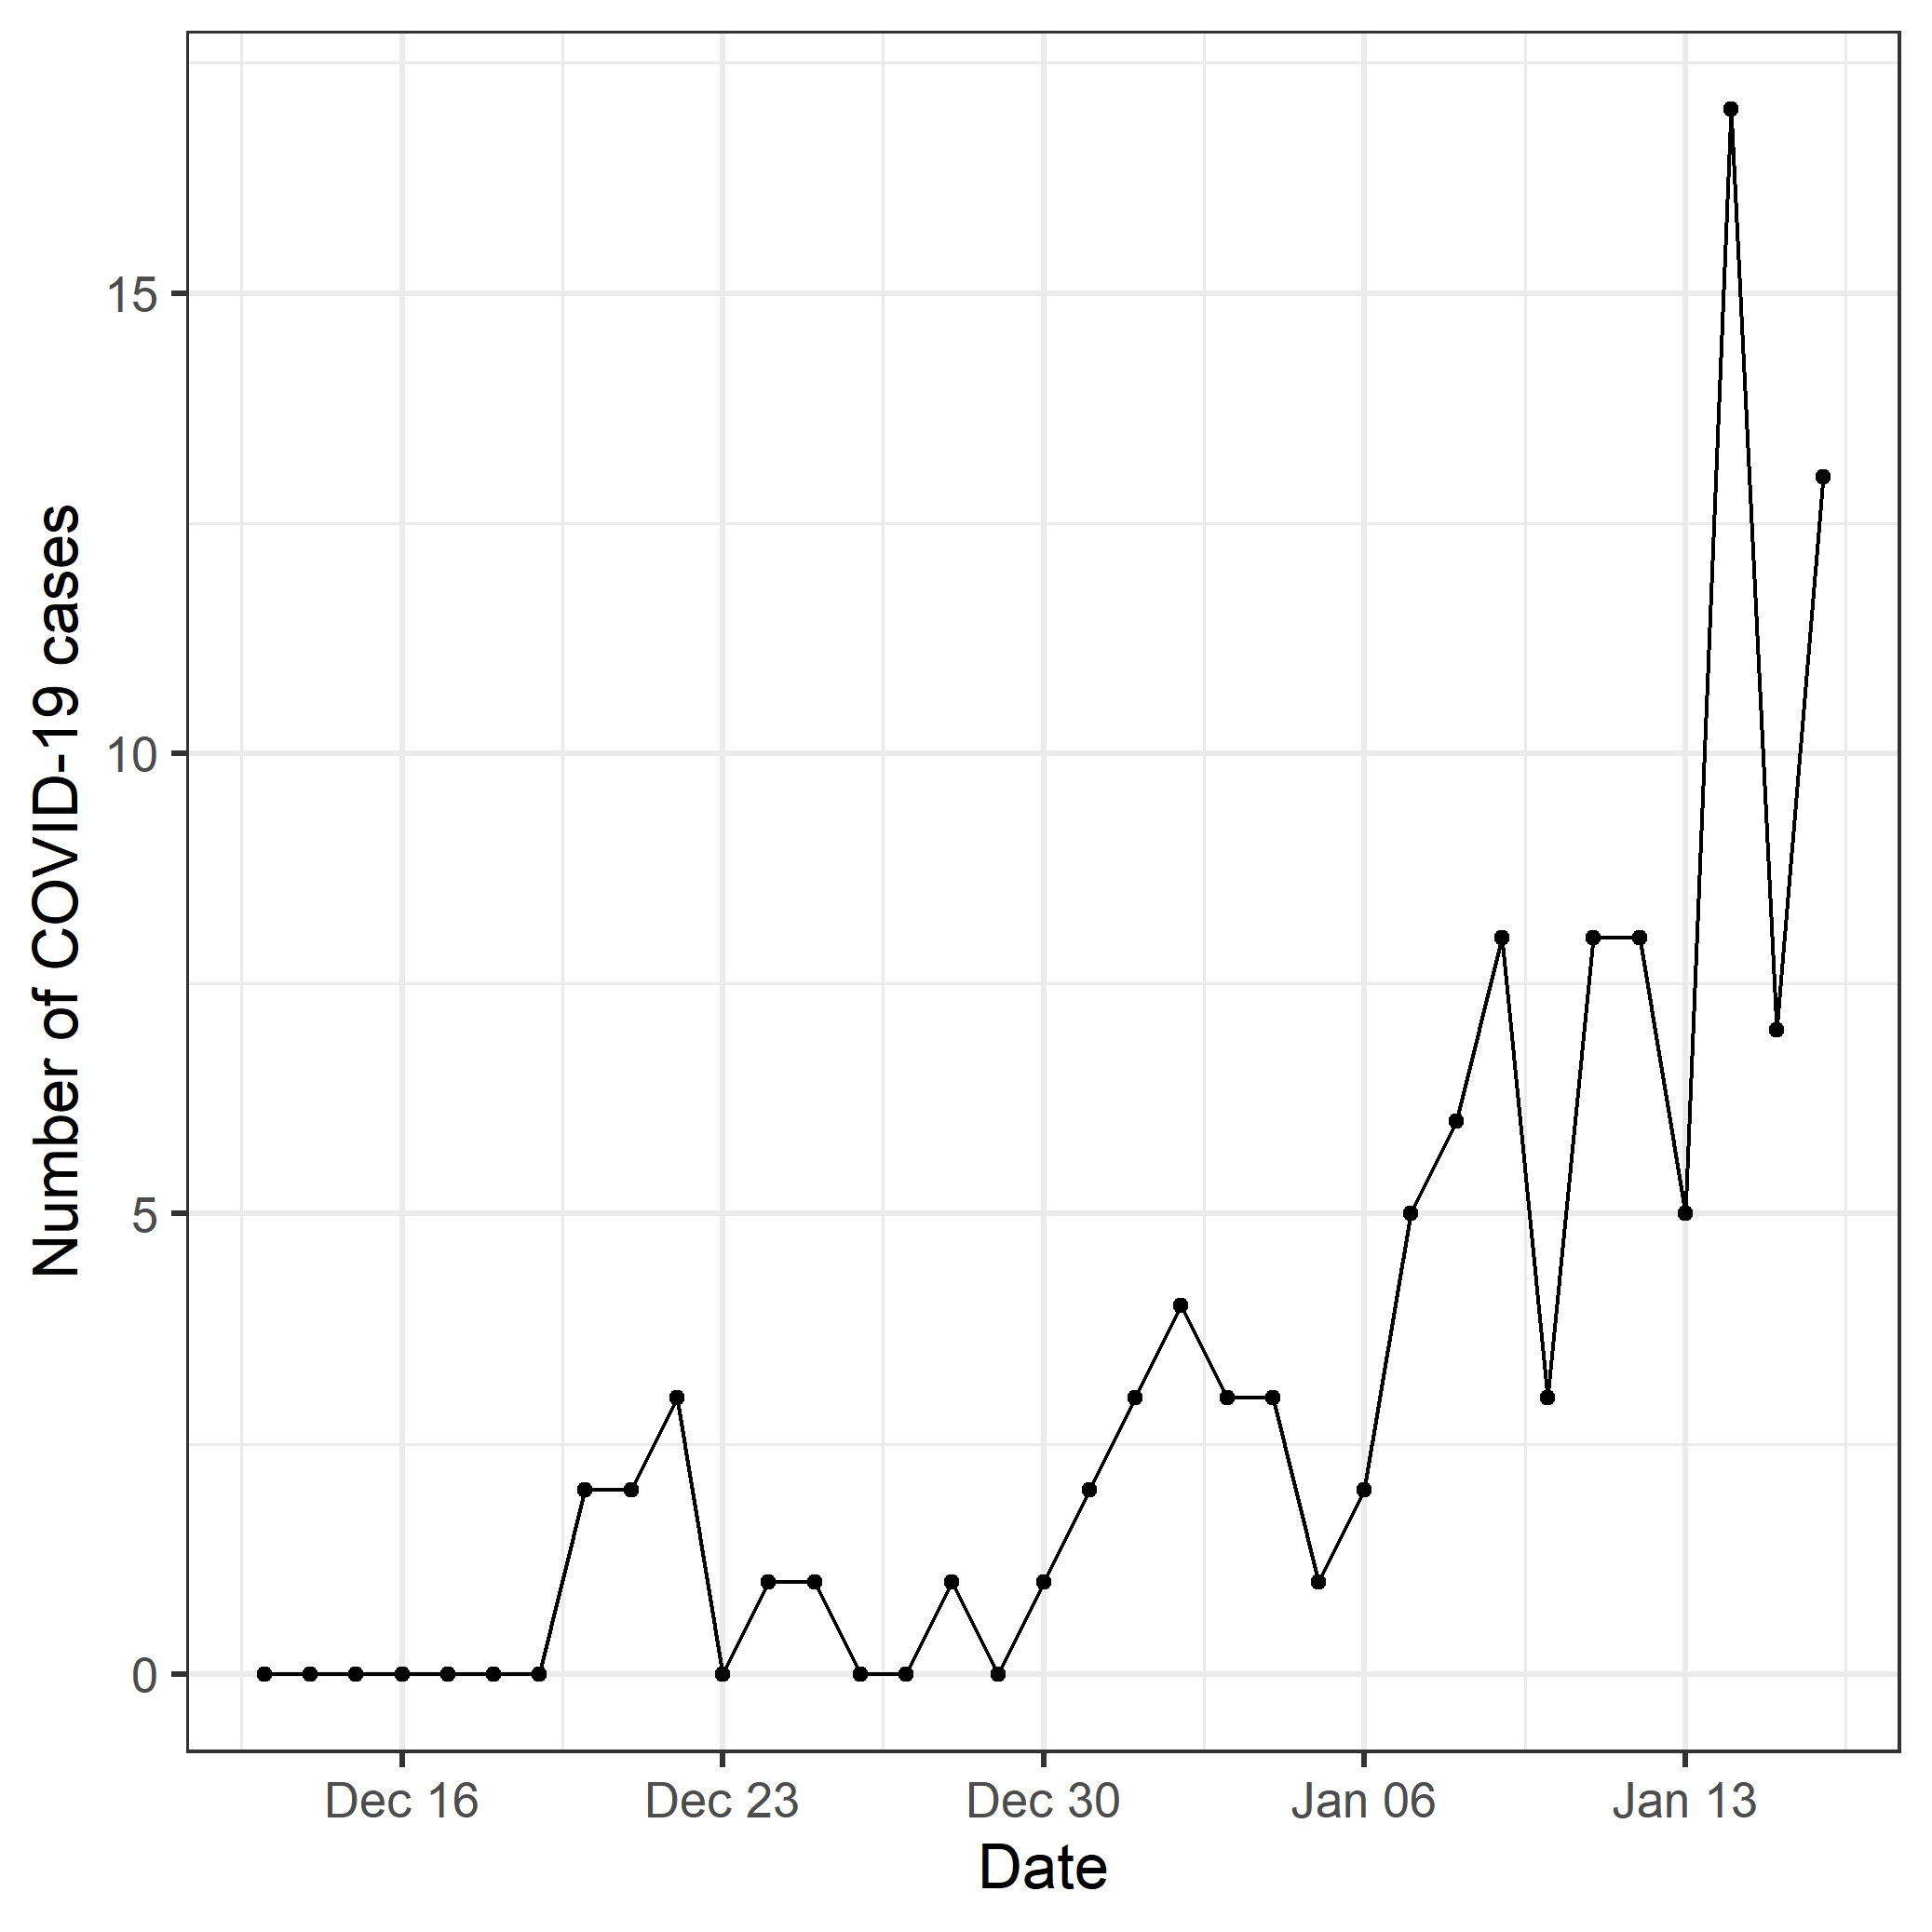 Number of COVID-19 cases
15
10
5
0
Dec 16
Dec 23
Dec 30
Jan 06
Jan 13
Date